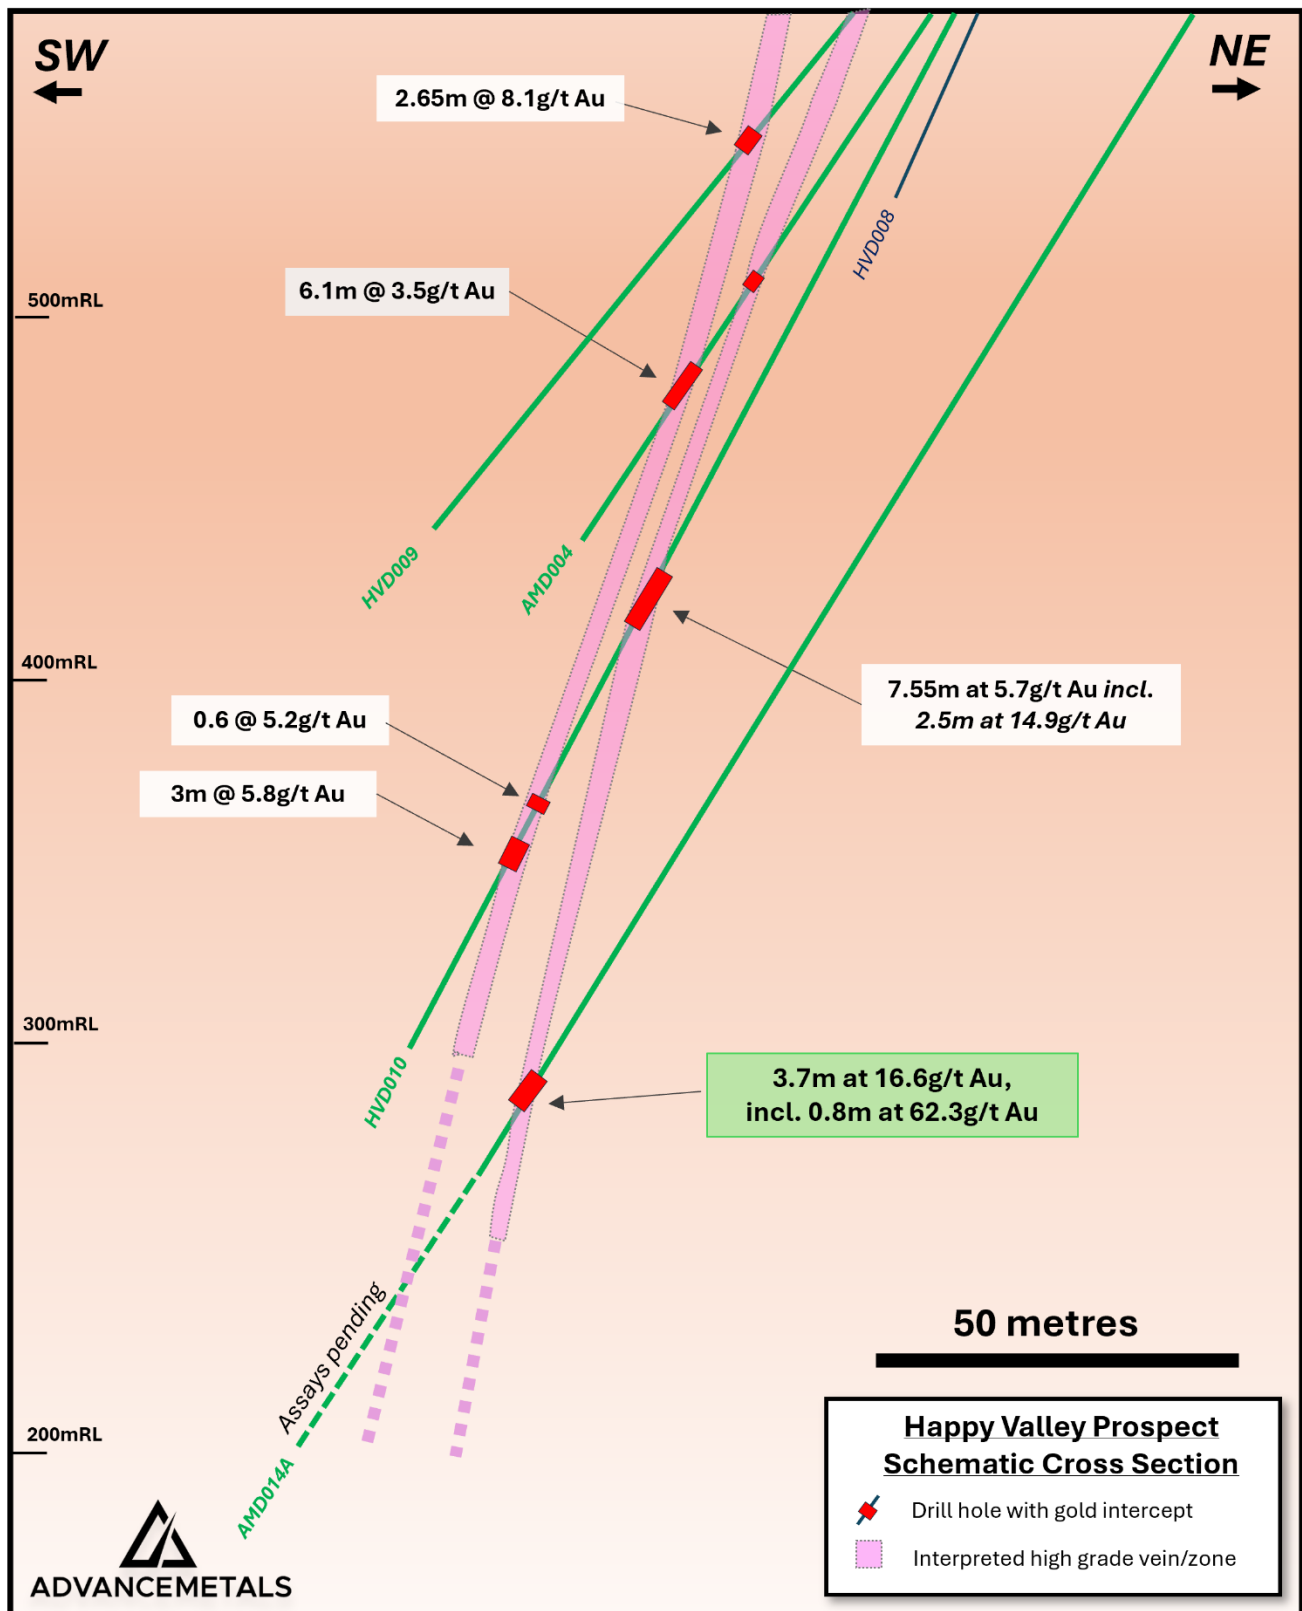 SW
NE
2.65m @ 8.1g/t Au
HVD008
6.1m @ 3.5g/t Au
500mRL
HVD009
AMD004
400mRL
7.55m at 5.7g/t Au incl.
2.5m at 14.9g/t Au
0.6 @ 5.2g/t Au
3m @ 5.8g/t Au
300mRL
HVD010
3.7m at 16.6g/t Au,
incl. 0.8m at 62.3g/t Au
Assays pending
50 metres
200mRL
AMD014A
Happy Valley Prospect
Schematic Cross Section
Drill hole with gold intercept
Interpreted high grade vein/zone
ADVANCEMETALS